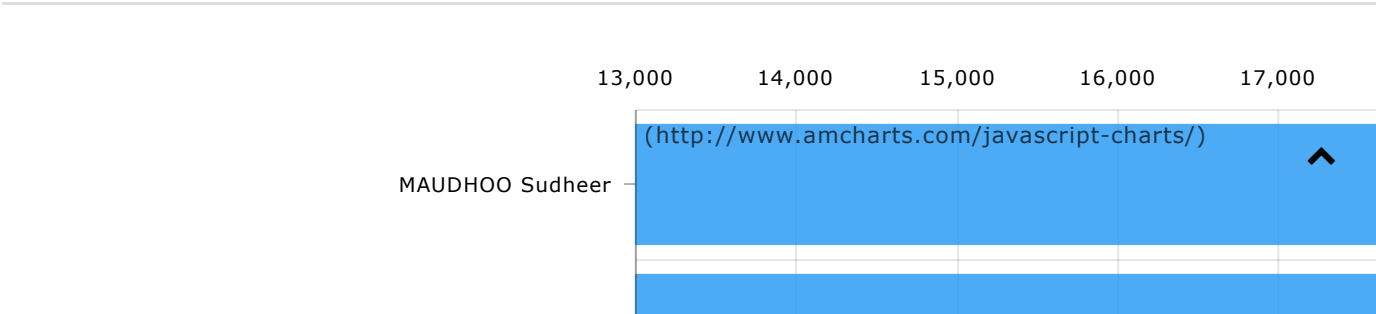 13,000 14,000 15,000 16,000 17,000
(http://www.amcharts.com/javascript-charts/)
MAUDHOO Sudheer